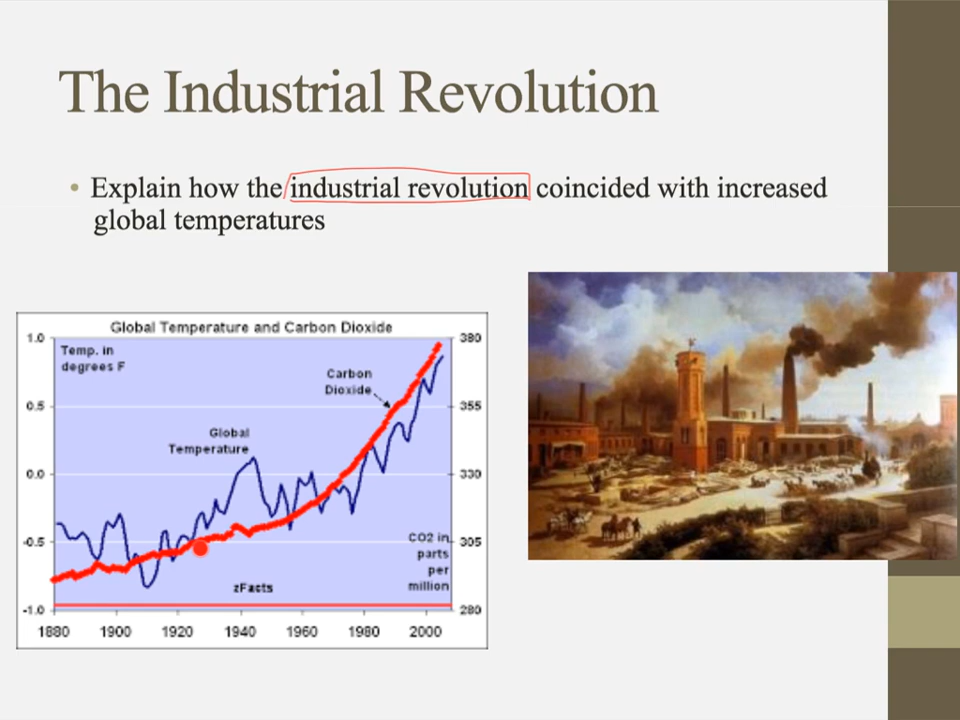 The Industrial Revolution
• Explain how the industrial revolution coincided with increased
global temperatures
Global Temperature and Carbon Dioxide
1.0
0.5
0.0
-0.5
-1.0
Temp. in
degrees F
Carbon
Dioxide
Global
Temperature
CO2 in
parts
per
million
zFacts
380
355
330
305
280
1880 1900 1920 1940 1960 1980 2000